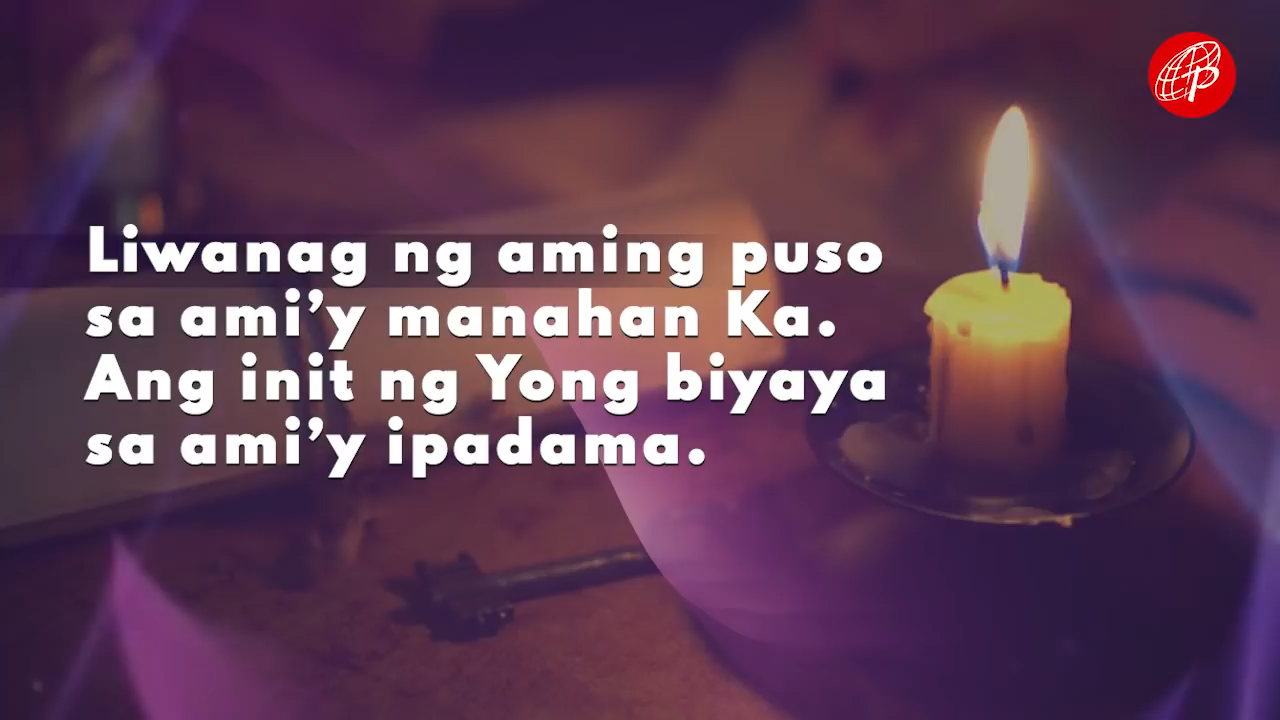 Liwanag ng aming puso
sa ami’y manahan Ka.
Ang init ng Yong biyaya
sa ami’y ipadama.